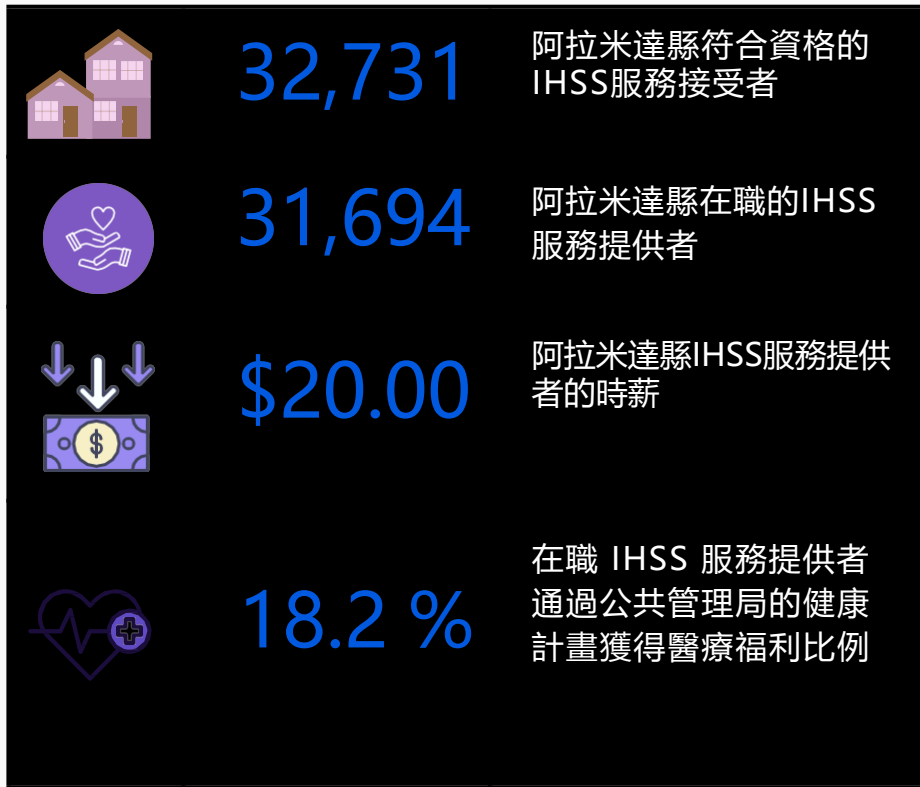 32,731
阿拉米達縣符合資格的
IHSS服務接受者
31,694
阿拉米達縣在職的IHSS
服務提供者
$20.00
阿拉米達縣IHSS服務提供
者的時薪
$
18.2 %
在職 IHSS 服務提供者
通過公共管理局的健康
計畫獲得醫療福利比例